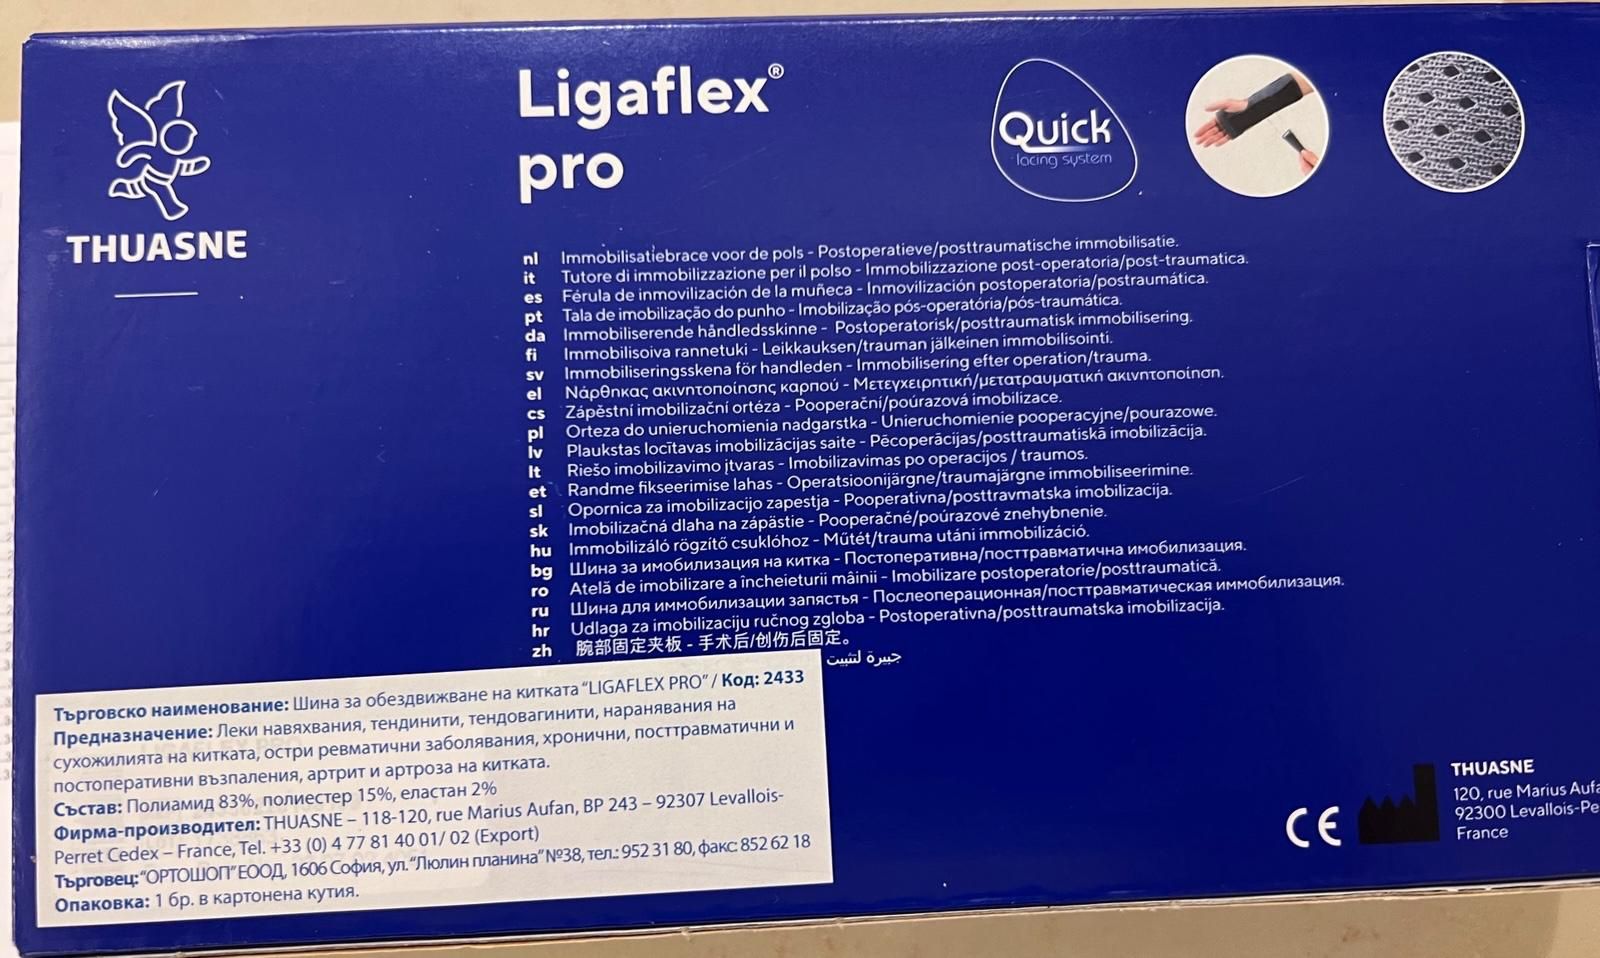 THUASNE
Ligaflex®
pro
Quick
lacing system
nl Immobilisatiebrace voor de pols - Postoperatieve/posttraumatische immobilisatie.
it Tutore di immobilizzazione per il polso - Immobilizzazione post-operatoria/post-traumatica.
es Férula de inmovilización de la muñeca - Inmovilización postoperatoria/postraumática.
pt Tala de imobilização do punho - Imobilização pós-operatória/pós-traumática.
da Immobiliserende håndledsskinne - Postoperatorisk/posttraumatisk immobilisering.
fi Immobilisoiva rannetuki - Leikkauksen/trauman jälkeinen immobilisointi.
sv Immobiliseringsskena för handleden - Immobilisering efter operation/trauma.
el Νάρθηκας ακινητοποίησης καρπού - Μετεγχειρητική/μετατραυματική ακινητοποίηση.
cs Zápěstní imobilizační ortéza - Pooperační/poúrazová imobilizace.
pl Orteza do unieruchomienia nadgarstka - Unieruchomienie pooperacyjne/pourazowe.
lv Plaukstas locītavas imobilizācijas saite - Pēcoperācijas/posttraumatiskā imobilizācija.
lt Riešo imobilizavimo įtvaras - Imobilizavimas po operacijos / traumos.
et Randme fikseerimise lahas - Operatsioonijärgne/traumajärgne immobiliseerimine.
sl Opornica za imobilizacijo zapestja - Pooperativna/posttravmatska imobilizacija.
sk Imobilizačná dlaha na zápästie - Pooperačné/poúrazové znehybnenie.
hu Immobilizáló rögzítő csuklóhoz - Műtét/trauma utáni immobilizáció.
bg Шина за имобилизация на китка - Постоперативна/посттравматична имобилизация.
ro Atelă de imobilizare a încheieturii mâinii - Imobilizare postoperatorie/posttraumatică.
ru Шина для иммобилизации запястья - Послеоперационная/посттравматическая иммобилизация.
hr Udlaga za imobilizaciju ručnog zgloba - Postoperativna/posttraumatska imobilizacija.
zh 腕部固定夹板 - 手术后/创伤后固定。
جبيرة لتثبيت
Търговско наименование: Шина за обездвижване на китката "LIGAFLEX PRO" / Код: 2433
Предназначение: Леки навяхвания, тендинити, тендовагинити, наранявания на
сухожилията на китката, остри ревматични заболявания, хронични, посттравматични и
постоперативни възпаления, артрит и артроза на китката.
Състав: Полиамид 83%, полиестер 15%, еластан 2%
Фирма-производител: THUASNE – 118-120, rue Marius Aufan, BP 243 – 92307 Levallois-
Perret Cedex – France, Tel. +33 (0) 4 77 81 40 01/ 02 (Export)
Търговец: "ОРТОШОП" ЕООД, 1606 София, ул. "Люлин планина" №38, тел.: 952 31 80, факс: 852 62 18
Опаковка: 1 бр. в картонена кутия.
CE
THUASNE
120, rue Marius Aufa
92300 Levallois-Pe
France